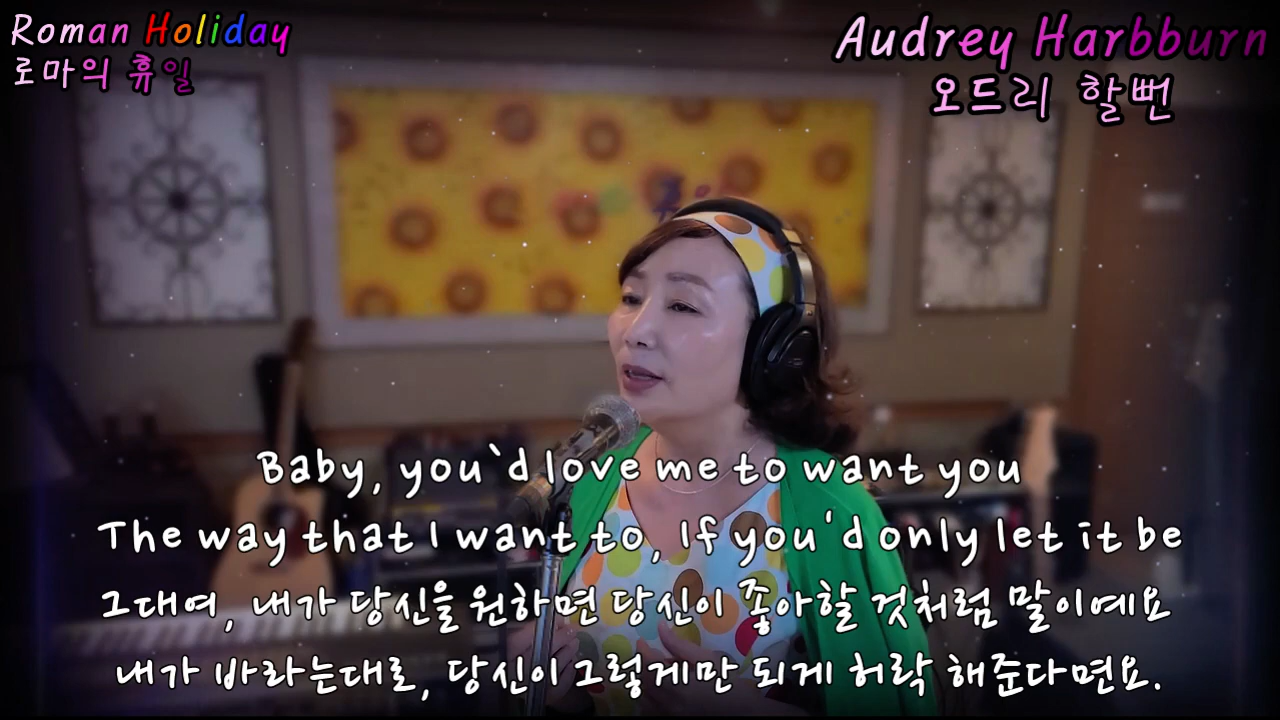 Roman Holiday
로마의 휴일
Audrey Harbburn
오드리 할뻔
Baby, you`d love me to want you
The way that I want to, If you'd only let it be
그대여, 내가 당신을 원하면 당신이 좋아할 것처럼 말이예요
내가 바라는대로, 당신이 그렇게만 되게 허락 해준다면요.